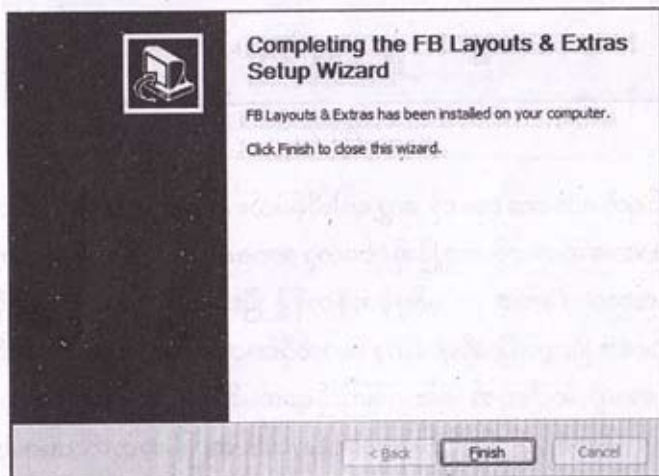 Completing the FB Layouts & Extras
Setup Wizard
FB Layouts & Extras has been installed on your computer.
Click Finish to close this wizard.
< Back
Finish
Cancel